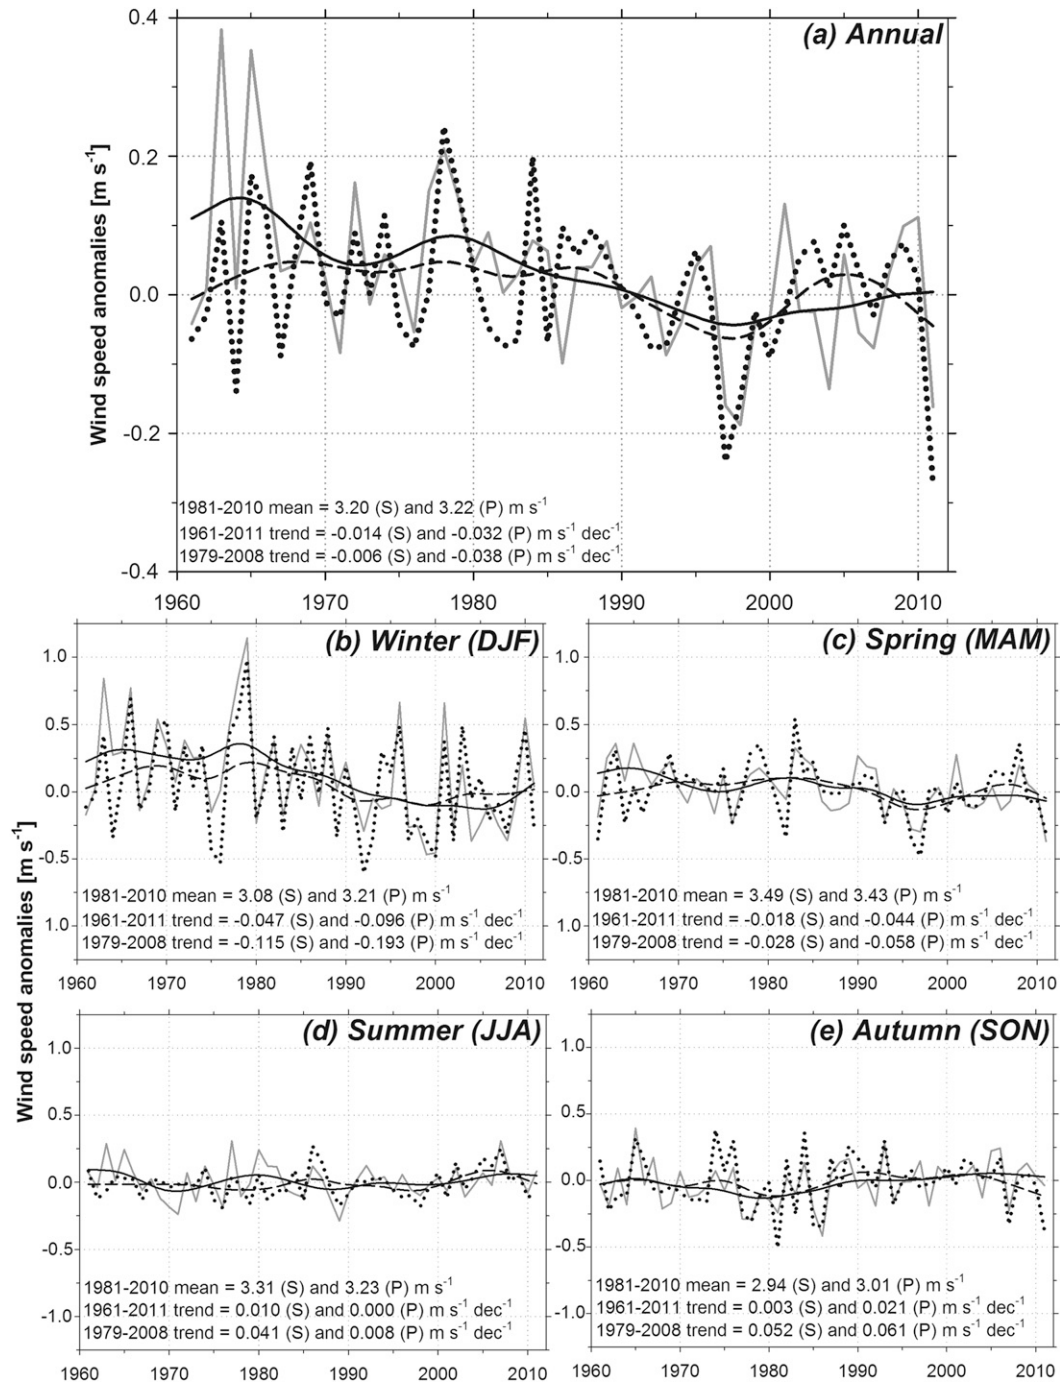 (a) Annual
Wind speed anomalies [m s⁻¹]
0.4
0.2
0.0
-0.2
-0.4
1981-2010 mean = 3.20 (S) and 3.22 (P) m s⁻¹
1961-2011 trend = -0.014 (S) and -0.032 (P) m s⁻¹ dec⁻¹
1979-2008 trend = -0.006 (S) and -0.038 (P) m s⁻¹ dec⁻¹
1960 1970 1980 1990 2000 2010
Wind speed anomalies [m s⁻¹]
(b) Winter (DJF)
1.0
0.5
0.0
-0.5
1.0
1981-2010 mean = 3.08 (S) and 3.21 (P) m s⁻¹
1961-2011 trend = -0.047 (S) and -0.096 (P) m s⁻¹ dec⁻¹
1979-2008 trend = -0.115 (S) and -0.193 (P) m s⁻¹ dec⁻¹
1960 1970 1980 1990 2000 2010
(c) Spring (MAM)
1.0
0.5
0.0
-0.5
-1.0
1981-2010 mean = 3.49 (S) and 3.43 (P) m s⁻¹
1961-2011 trend = -0.018 (S) and -0.044 (P) m s⁻¹ dec⁻¹
1979-2008 trend = -0.028 (S) and -0.058 (P) m s⁻¹ dec⁻¹
1960 1970 1980 1990 2000 2010
(d) Summer (JJA)
1.0
0.5
0.0
-0.5
-1.0
1981-2010 mean = 3.31 (S) and 3.23 (P) m s⁻¹
1961-2011 trend = 0.010 (S) and 0.000 (P) m s⁻¹ dec⁻¹
1979-2008 trend = 0.041 (S) and 0.008 (P) m s⁻¹ dec⁻¹
1960 1970 1980 1990 2000 2010
(e) Autumn (SON)
1.0
0.5
0.0
-0.5
-1.0
1981-2010 mean = 2.94 (S) and 3.01 (P) m s⁻¹
1961-2011 trend = 0.003 (S) and 0.021 (P) m s⁻¹ dec⁻¹
1979-2008 trend = 0.052 (S) and 0.061 (P) m s⁻¹ dec⁻¹
1960 1970 1980 1990 2000 2010